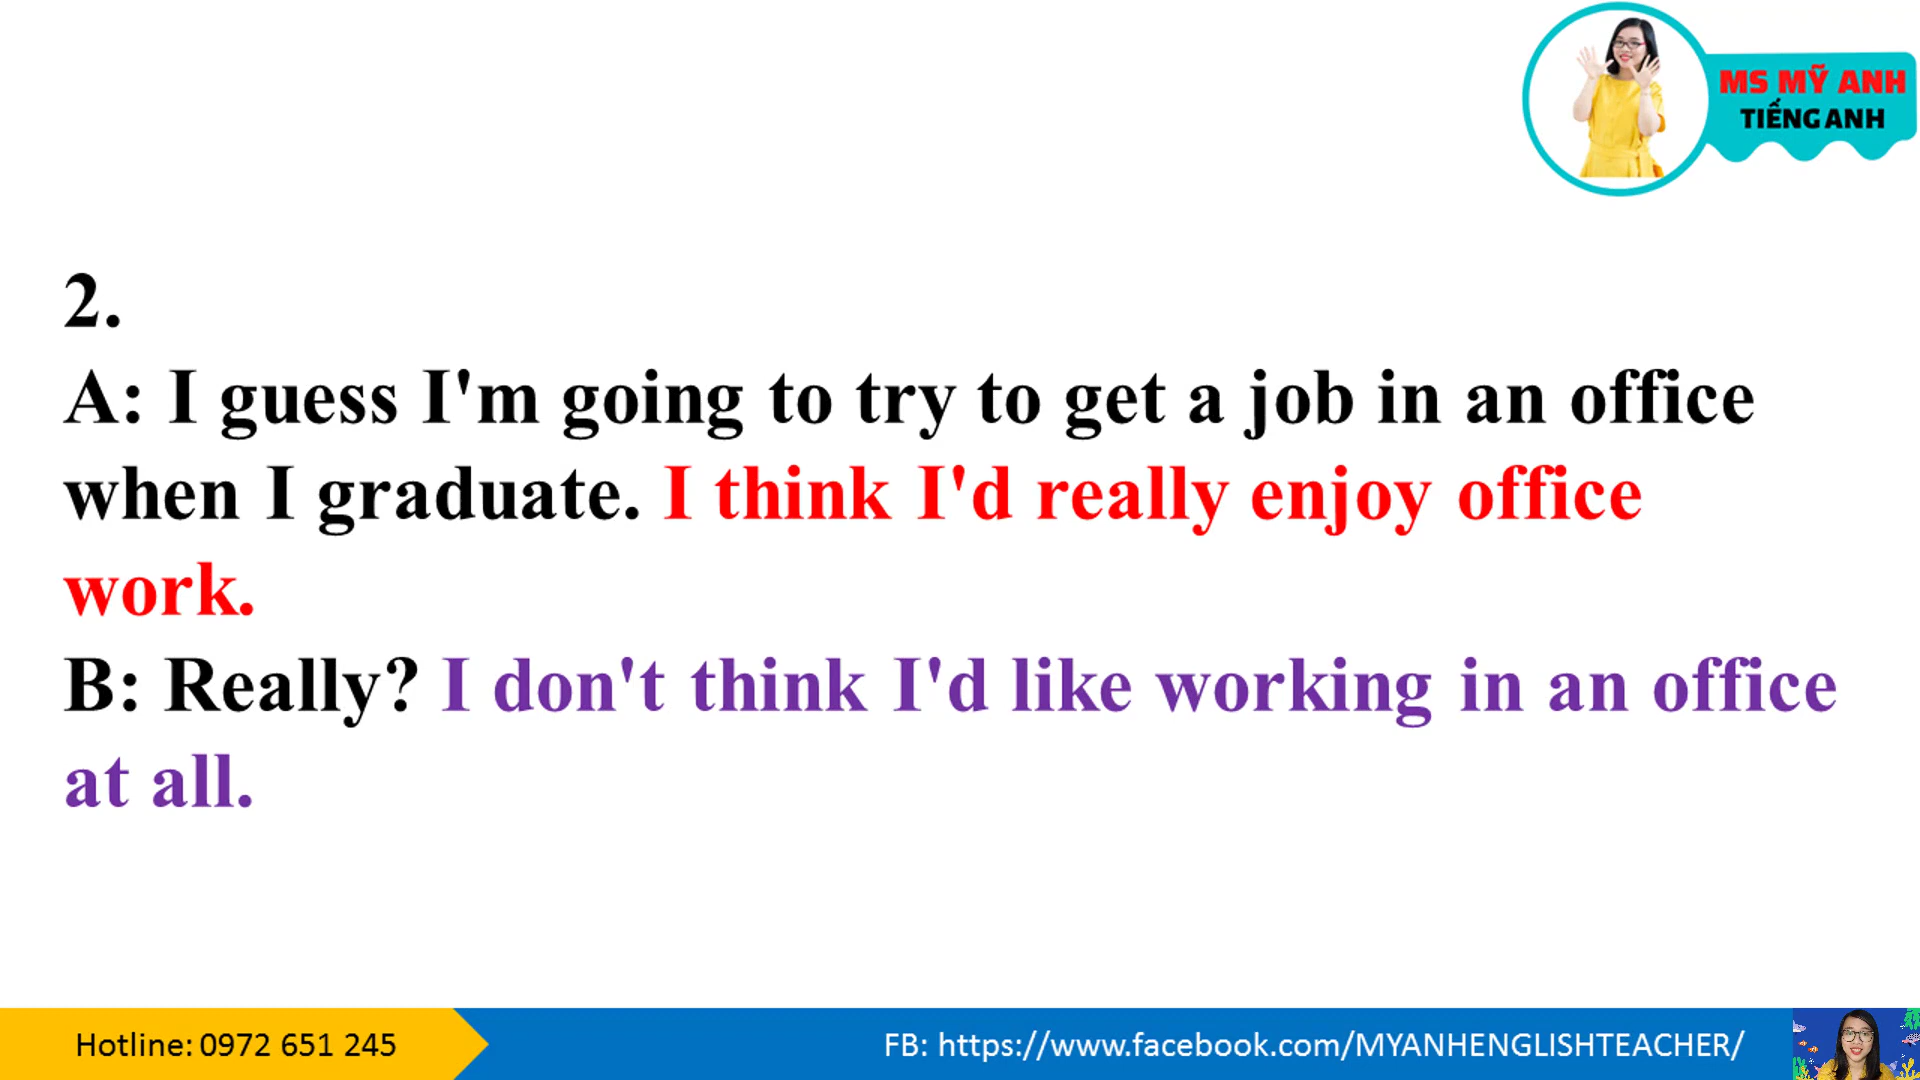 MS MỸ ANH
TIẾNG ANH
2.
A: I guess I'm going to try to get a job in an office
when I graduate. I think I'd really enjoy office
work.
B: Really? I don't think I'd like working in an office
at all.
Hotline: 0972 651 245
FB: https://www.facebook.com/MYANHENGLISHTEACHER/